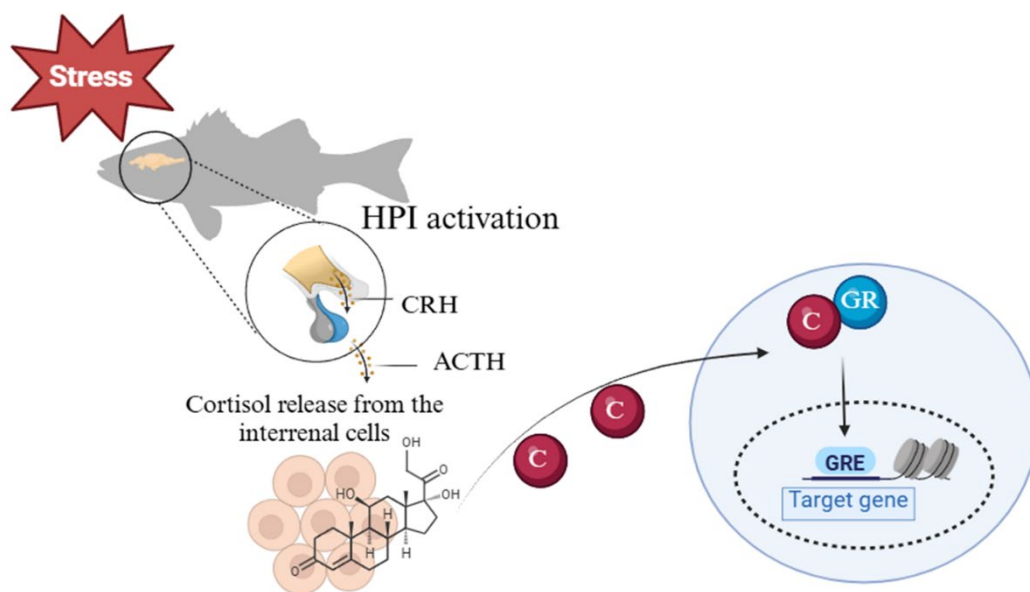 Stress
HPI activation
CRH
ACTH
Cortisol release from the
interrenal cells
OH
O
HO
OH
H
H
H
O
C
C
C
GR
GRE
Target gene